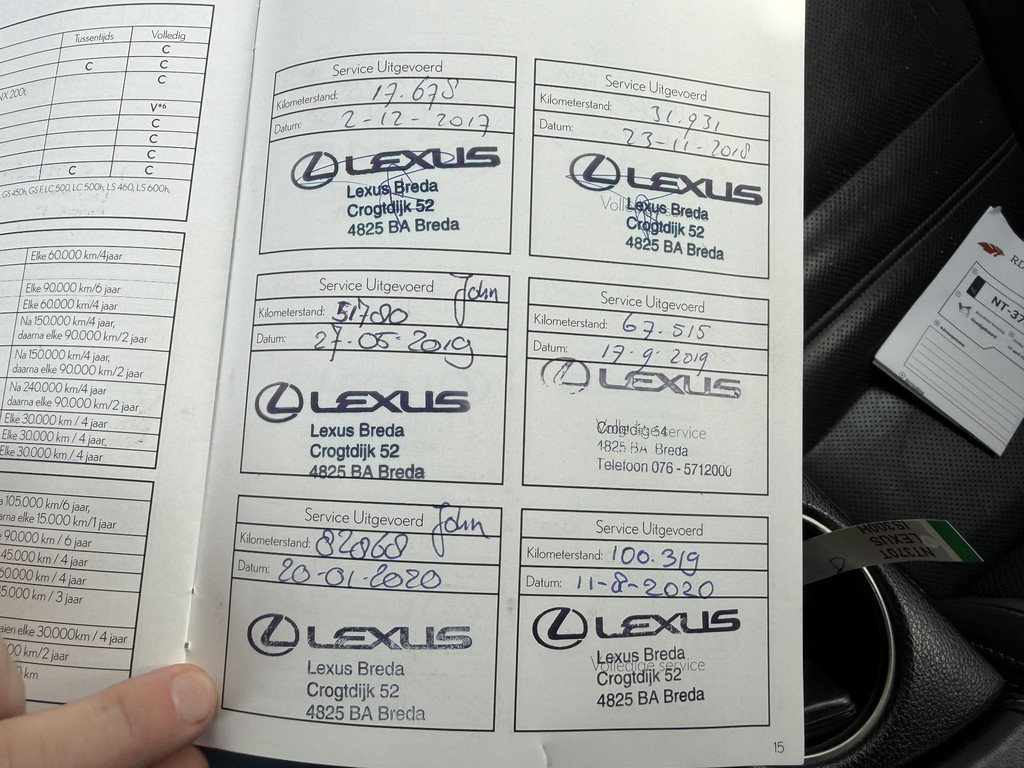 Tussentijds Volledig
C
C C
C
NX 200t
V*6
C
C
C
C C
GS 450h, GS F, LC 500, LC 500h, LS 460, LS 600h,
Elke 60.000 km/4jaar
Elke 90.000 km/6 jaar
Elke 60.000 km/4 jaar
Na 150.000 km/4 jaar,
daarna elke 90.000 km/2 jaar
Na 150.000 km/4 jaar,
daarna elke 90.000 km/2 jaar
Na 240.000 km/4 jaar
daarna elke 90.000 km/2 jaar
Elke 30.000 km / 4 jaar
Elke 30.000 km / 4 jaar
Elke 30.000 km / 4 jaar
105.000 km/6 jaar,
elke 15.000 km/1 jaar
90.000 km / 6 jaar
45.000 km / 4 jaar
60.000 km / 4 jaar
5.000 km / 3 jaar
elke 30.000km / 4 jaar
km/2 jaar
km
Service Uitgevoerd
Kilometerstand: 17.678
Datum: 2-12-2017
LEXUS
Lexus Breda
Crogtdijk 52
4825 BA Breda
Service Uitgevoerd
Kilometerstand: 31.931
Datum: 23-11-2018
LEXUS
Lexus Breda
Crogtdijk 52
4825 BA Breda
Service Uitgevoerd John
Kilometerstand: 51780
Datum: 27-05-2019
LEXUS
Lexus Breda
Crogtdijk 52
4825 BA Breda
Service Uitgevoerd
Kilometerstand: 67.515
Datum: 17-9-2019
LEXUS
Volledige service
Crogtdijk 54
4825 BA Breda
Telefoon 076 - 5712000
Service Uitgevoerd John
Kilometerstand: 82868
Datum: 20-01-2020
LEXUS
Lexus Breda
Crogtdijk 52
4825 BA Breda
Service Uitgevoerd
Kilometerstand: 100.319
Datum: 11-8-2020
LEXUS
Lexus Breda
Volledige service
Crogtdijk 52
4825 BA Breda
15
NT-37
NT370T
LEXUS
IS300H